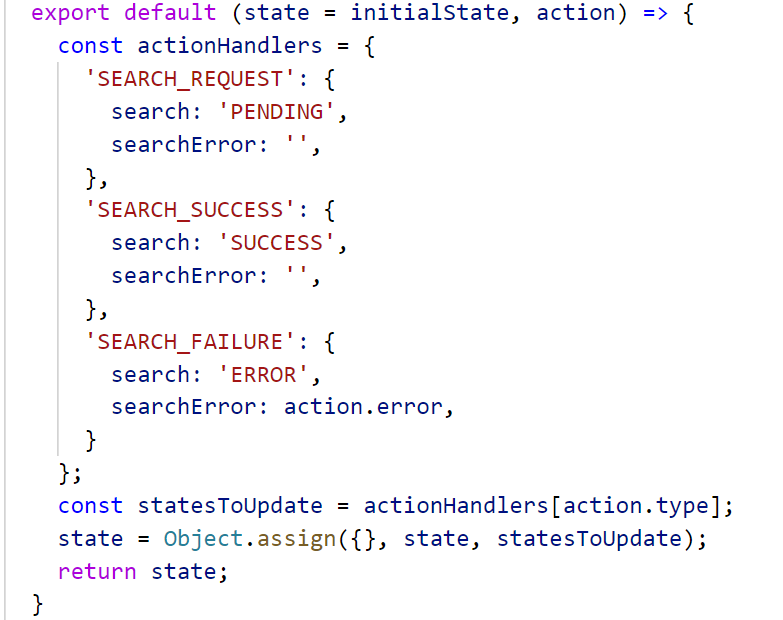 export default (state = initialState, action) => {
  const actionHandlers = {
    'SEARCH_REQUEST': {
      search: 'PENDING',
      searchError: '',
    },
    'SEARCH_SUCCESS': {
      search: 'SUCCESS',
      searchError: '',
    },
    'SEARCH_FAILURE': {
      search: 'ERROR',
      searchError: action.error,
    }
  };
  const statesToUpdate = actionHandlers[action.type];
  state = Object.assign({}, state, statesToUpdate);
  return state;
}